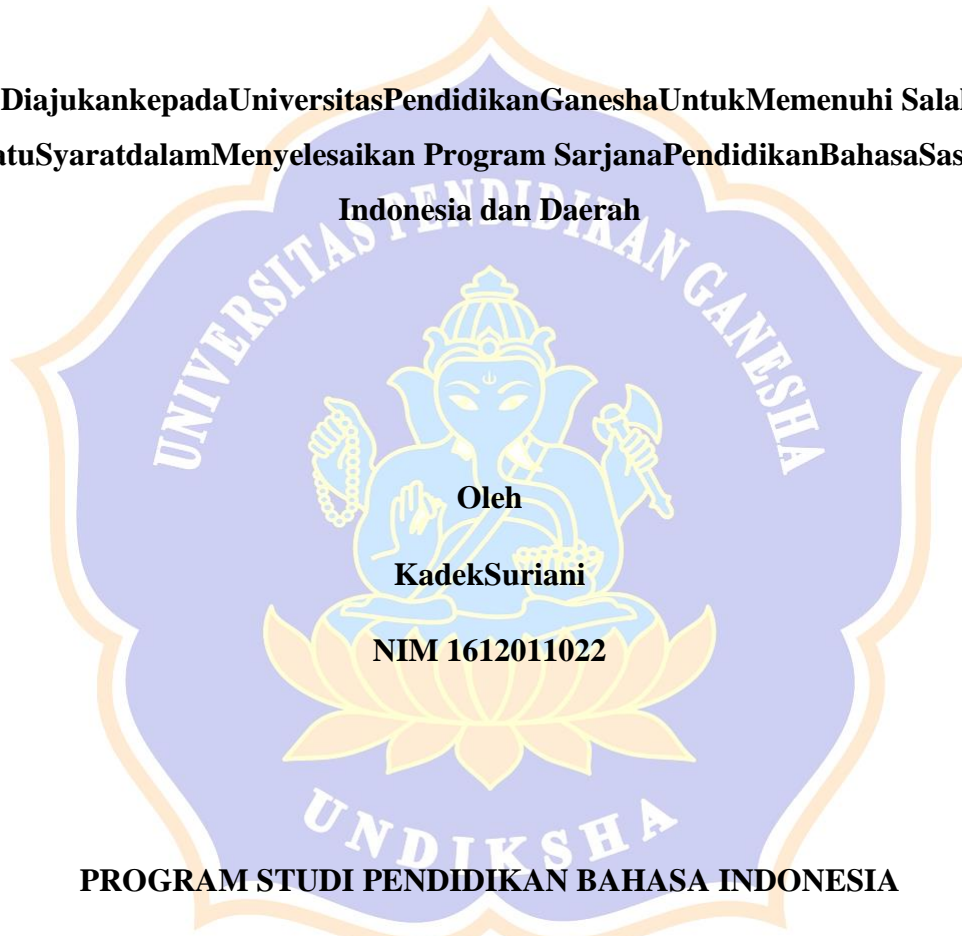 DiajukankepadaUniversitasPendidikanGaneshaUntukMemenuhi Salah
atuSyaratdalamMenyelesaikan Program SarjanaPendidikanBahasaSas
Indonesia dan Daerah
UNIVERSITAS PENDIDIKAN GANESHA
Oleh
KadekSuriani
NIM 1612011022
UNDIKSHA
PROGRAM STUDI PENDIDIKAN BAHASA INDONESIA